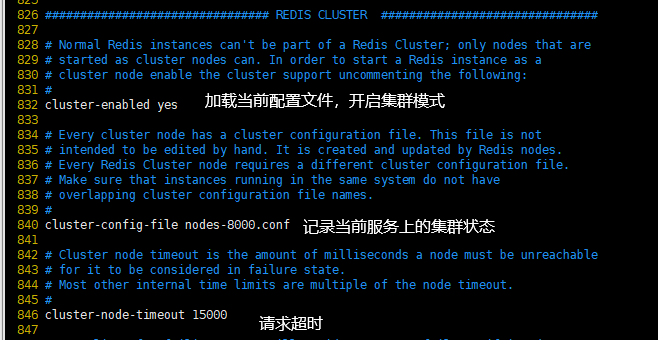 826 ################################ REDIS CLUSTER ###############################
827
828 # Normal Redis instances can't be part of a Redis Cluster; only nodes that are
829 # started as cluster nodes can. In order to start a Redis instance as a
830 # cluster node enable the cluster support uncommenting the following:
831 #
832 cluster-enabled yes 加载当前配置文件，开启集群模式
833
834 # Every cluster node has a cluster configuration file. This file is not
835 # intended to be edited by hand. It is created and updated by Redis nodes.
836 # Every Redis Cluster node requires a different cluster configuration file.
837 # Make sure that instances running in the same system do not have
838 # overlapping cluster configuration file names.
839 #
840 cluster-config-file nodes-8000.conf 记录当前服务上的集群状态
841
842 # Cluster node timeout is the amount of milliseconds a node must be unreachable
843 # for it to be considered in failure state.
844 # Most other internal time limits are multiple of the node timeout.
845 #
846 cluster-node-timeout 15000 请求超时
847